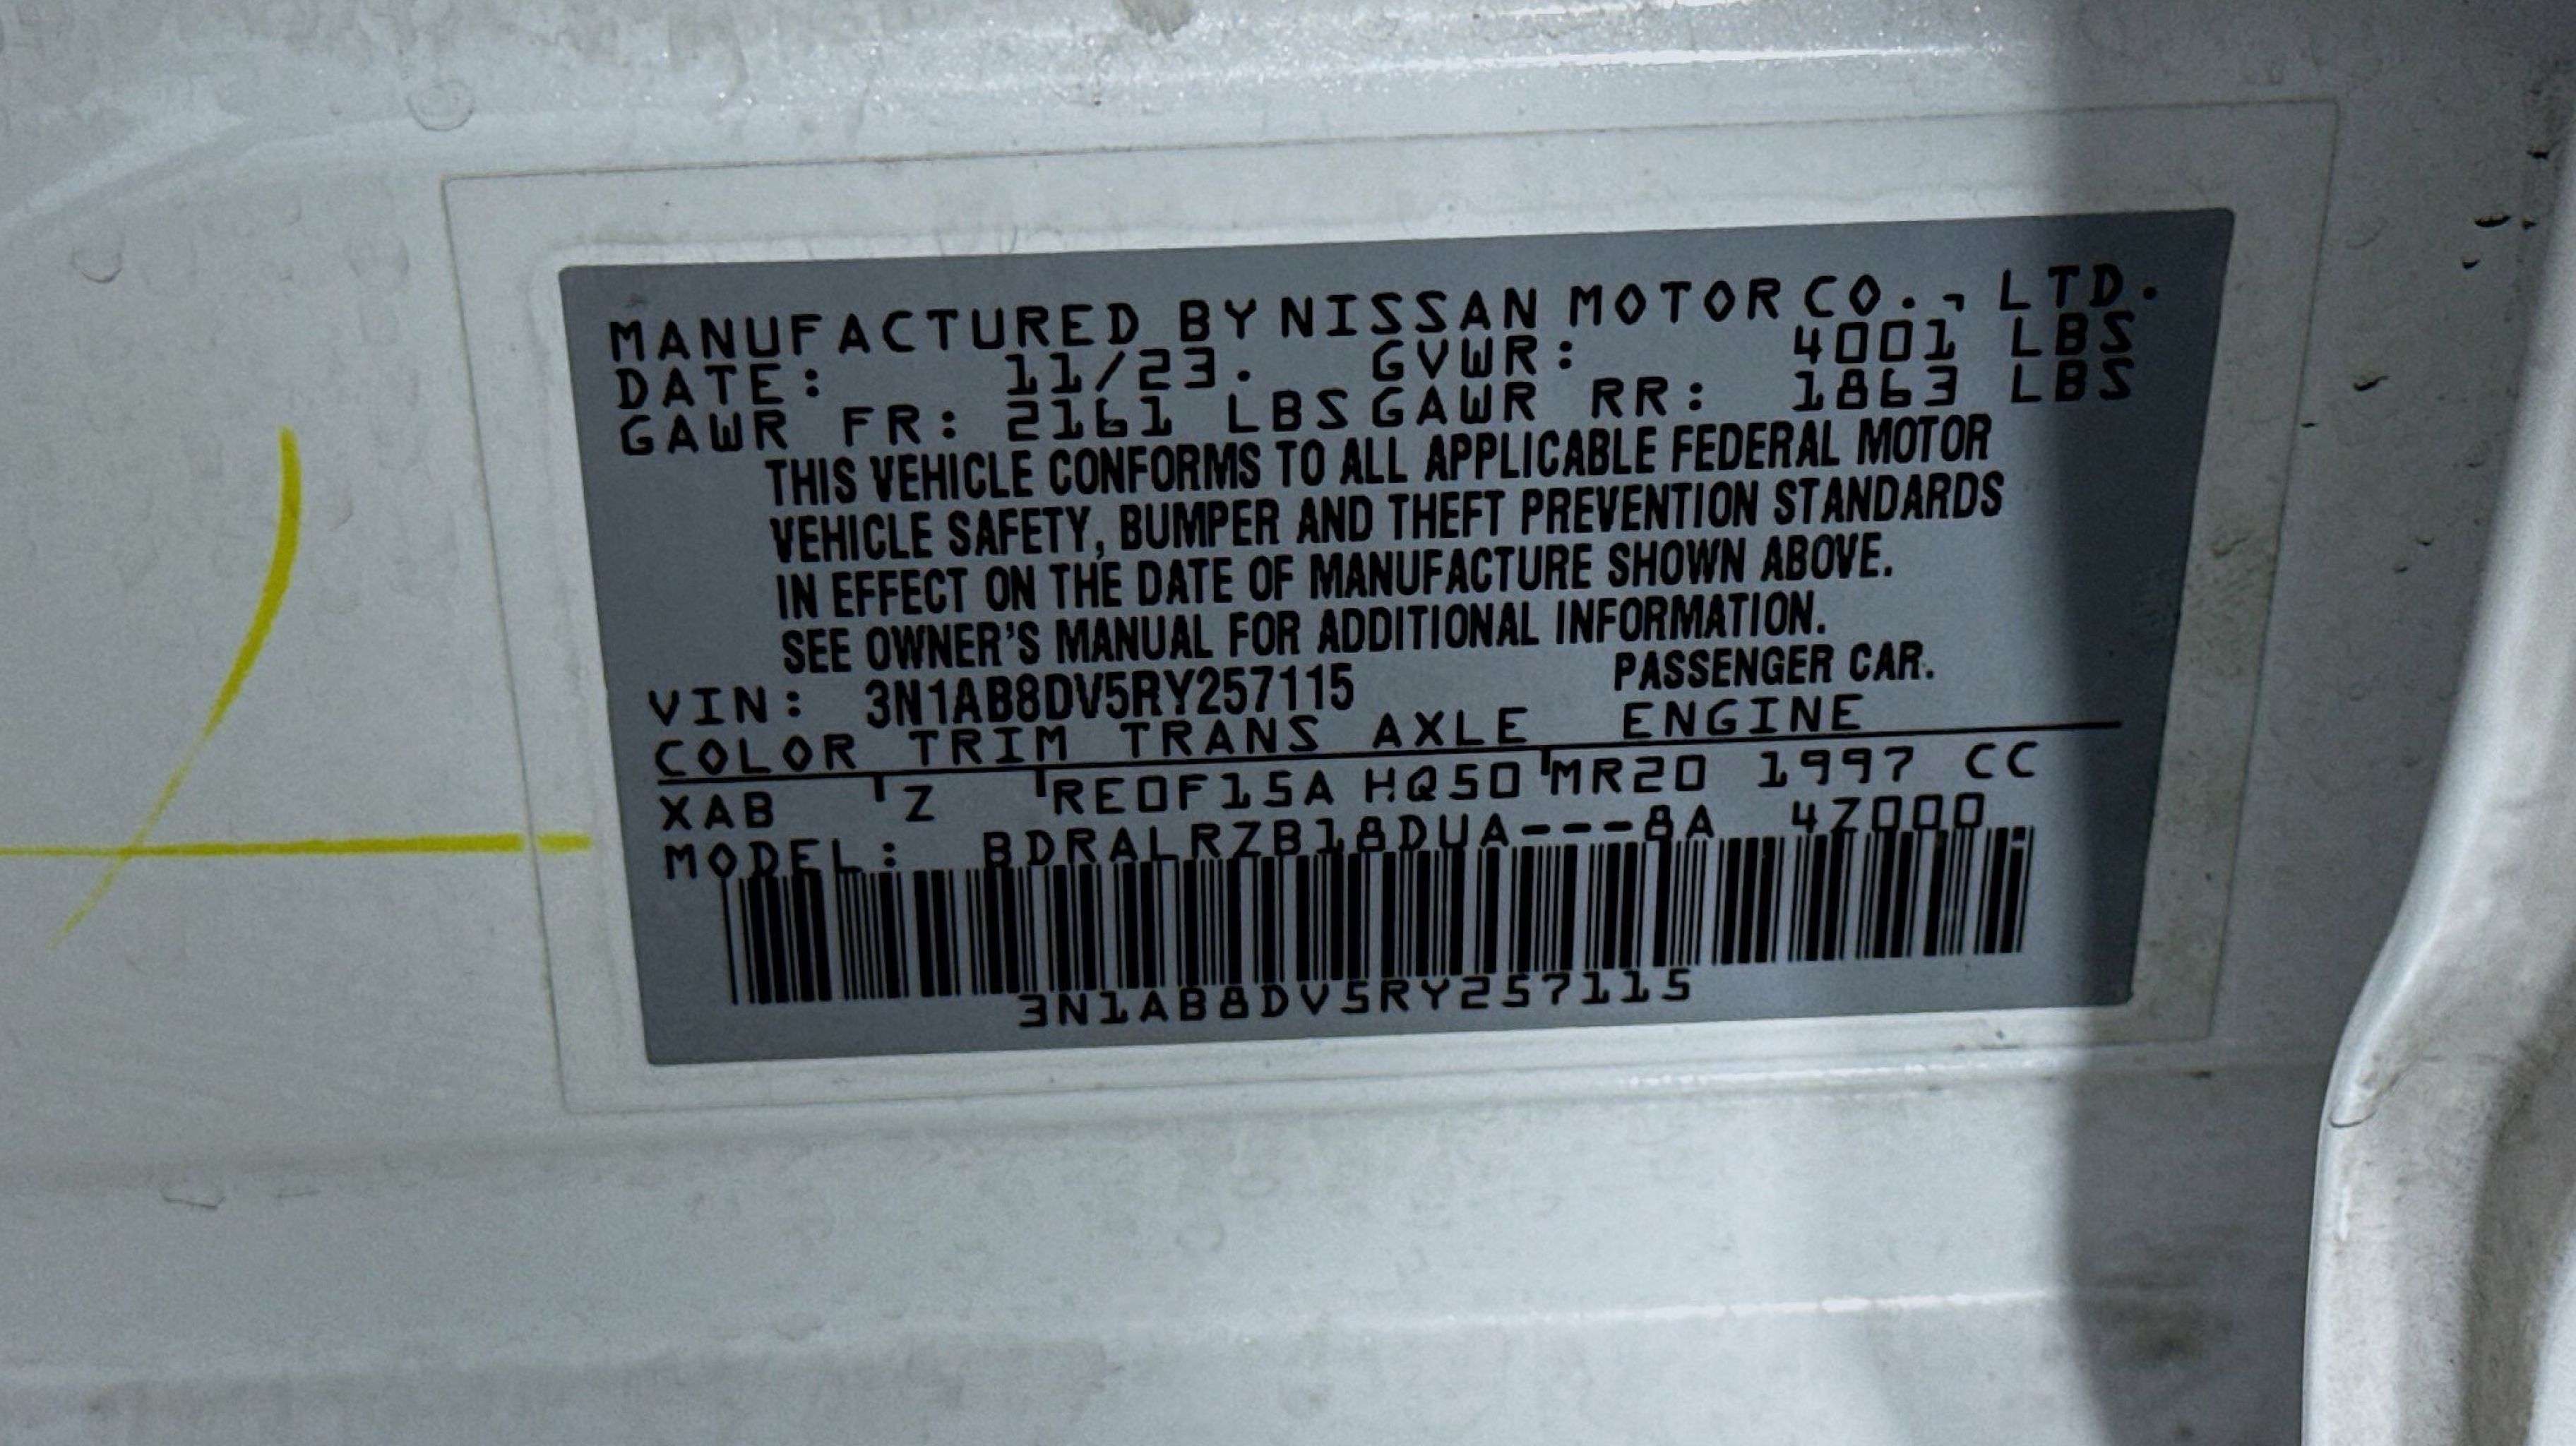 MANUFACTURED BY NISSAN MOTOR CO., LTD.
DATE: 11/23. GVWR: 4001 LBS
GAWR FR: 2161 LBS GAWR RR: 1863 LBS
THIS VEHICLE CONFORMS TO ALL APPLICABLE FEDERAL MOTOR
VEHICLE SAFETY, BUMPER AND THEFT PREVENTION STANDARDS
IN EFFECT ON THE DATE OF MANUFACTURE SHOWN ABOVE.
SEE OWNER'S MANUAL FOR ADDITIONAL INFORMATION.
VIN: 3N1AB8DV5RY257115 PASSENGER CAR.
COLOR TRIM TRANS AXLE ENGINE
XAB Z RE0F15A HQ50 MR20 1997 CC
MODEL: BDRALRZB18DUA---8A 4Z000.
3N1AB8DV5RY257115